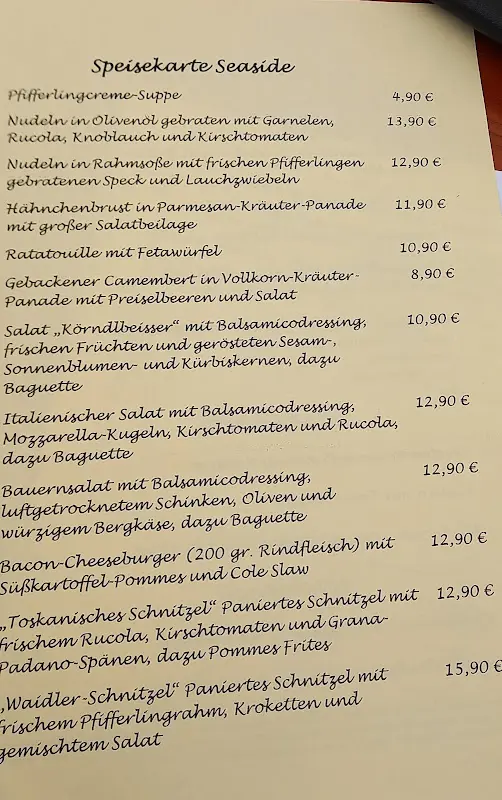 Speisekarte Seaside
Pfifferlingcreme-Suppe 4,90 €
Nudeln in Olivenöl gebraten mit Garnelen, 13,90 €
Rucola, Knoblauch und Kirschtomaten
Nudeln in Rahmsoße mit frischen Pfifferlingen 12,90 €
gebratenen Speck und Lauchzwiebeln
Hähnchenbrust in Parmesan-Kräuter-Panade 11,90 €
mit großer Salatbeilage
Ratatouille mit Fetawürfel 10,90 €
Gebackener Camembert in Vollkorn-Kräuter- 8,90 €
Panade mit Preiselbeeren und Salat
Salat „Körndlbeisser“ mit Balsamicodressing, 10,90 €
frischen Früchten und gerösteten Sesam-,
Sonnenblumen- und Kürbiskernen, dazu
Baguette
Italienischer Salat mit Balsamicodressing, 12,90 €
Mozzarella-Kugeln, Kirschtomaten und Rucola,
dazu Baguette
Bauernsalat mit Balsamicodressing, 12,90 €
luftgetrocknetem Schinken, Oliven und
würzigem Bergkäse, dazu Baguette
Bacon-Cheeseburger (200 gr. Rindfleisch) mit 12,90 €
Süßkartoffel-Pommes und Cole Slaw
„Toskanisches Schnitzel“ Paniertes Schnitzel mit 12,90 €
frischem Rucola, Kirschtomaten und Grana-
Padano-Spänen, dazu Pommes Frites
„Waidler-Schnitzel“ Paniertes Schnitzel mit 15,90 €
frischem Pfifferlingrahm, Kroketten und
gemischtem Salat